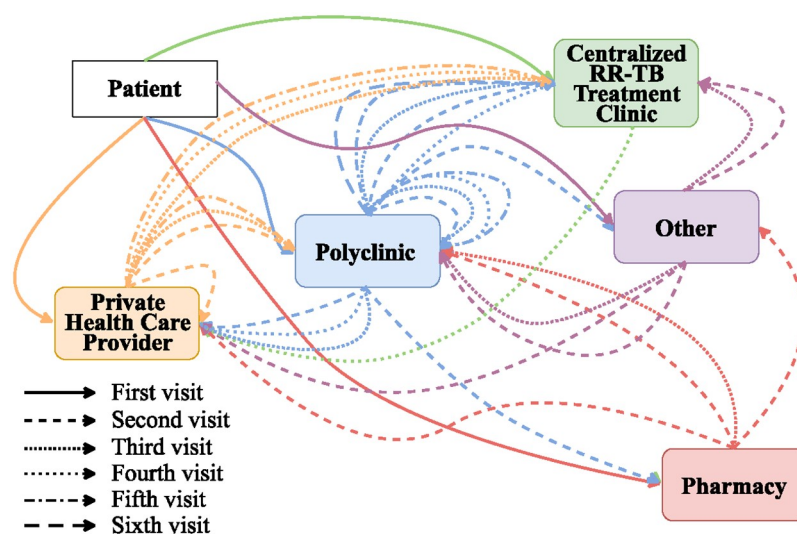 Centralized
RR-TB
Treatment
Clinic
Patient
Other
Polyclinic
Private
Health Care
Provider
First visit
Second visit
Third visit
Fourth visit
Fifth visit
Sixth visit
Pharmacy